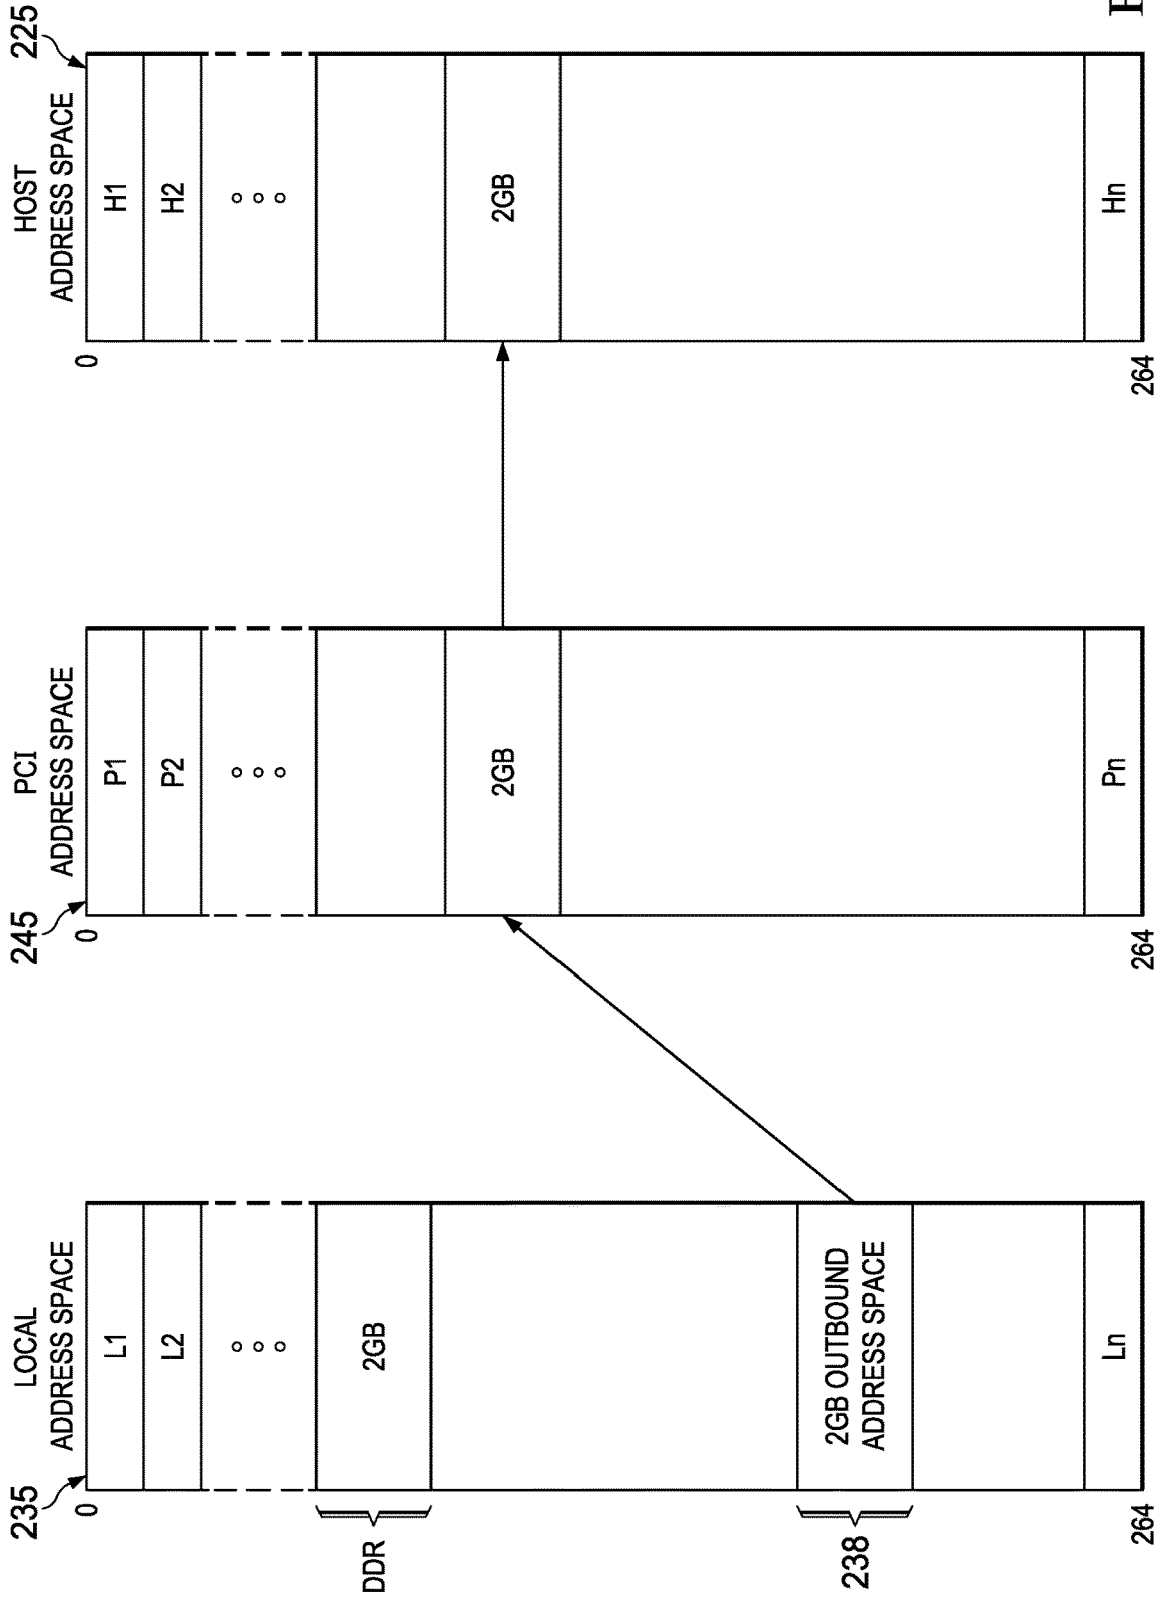 235
LOCAL
ADDRESS SPACE
0
L1
L2
DDR
2GB
238
2GB OUTBOUND
ADDRESS SPACE
Ln
264
245
PCI
ADDRESS SPACE
0
P1
P2
2GB
Pn
264
225
HOST
ADDRESS SPACE
0
H1
H2
2GB
Hn
264